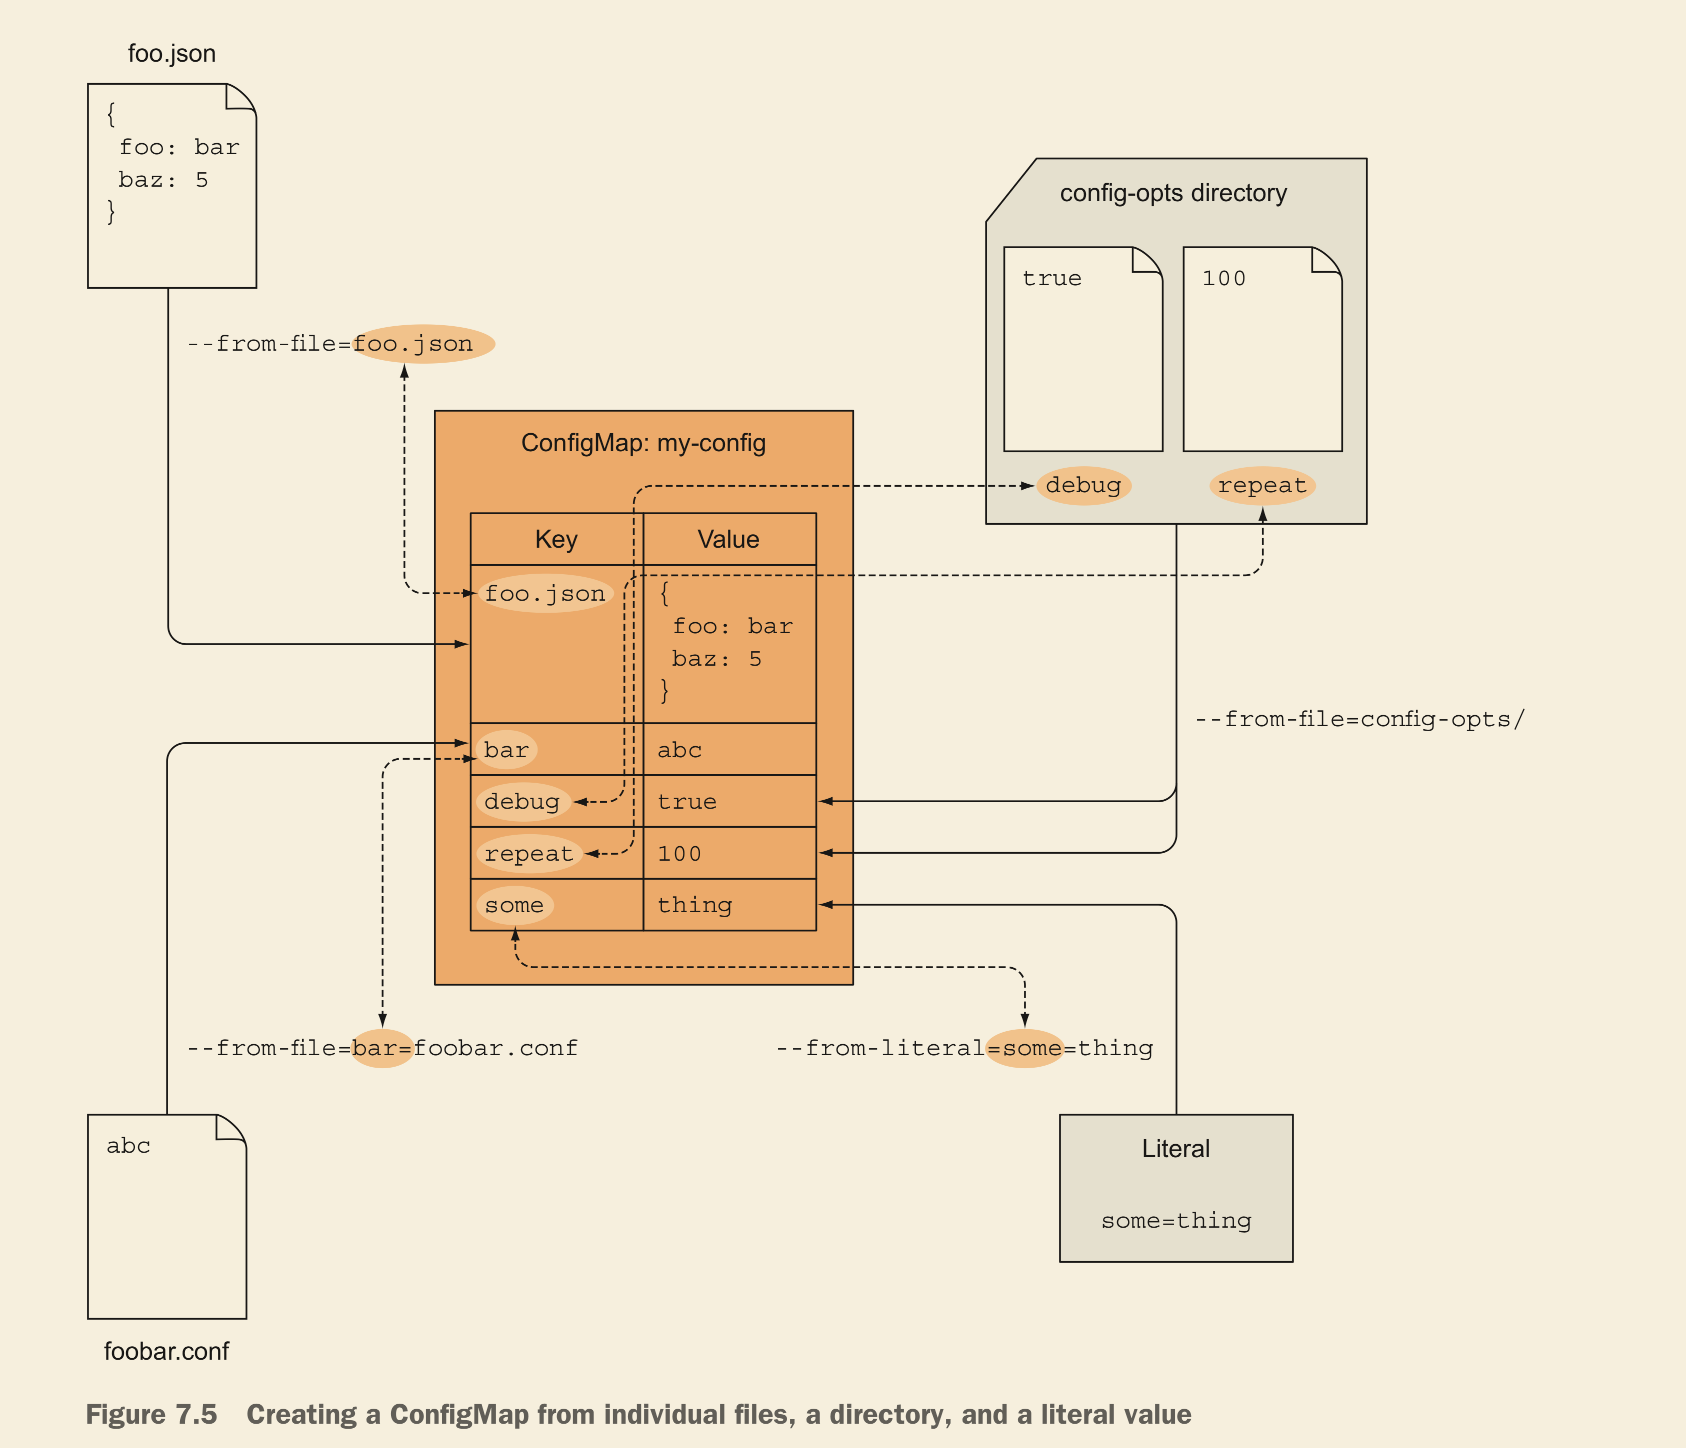 foo.json
{
foo: bar
baz: 5
}
--from-file=foo.json
config-opts directory
true
100
debug
repeat
--from-file=config-opts/
ConfigMap: my-config
Key Value
foo.json {
foo: bar
baz: 5
}
bar abc
debug true
repeat 100
some thing
--from-file=bar=foobar.conf
--from-literal=some=thing
abc
foobar.conf
Literal
some=thing
Figure 7.5 Creating a ConfigMap from individual files, a directory, and a literal value